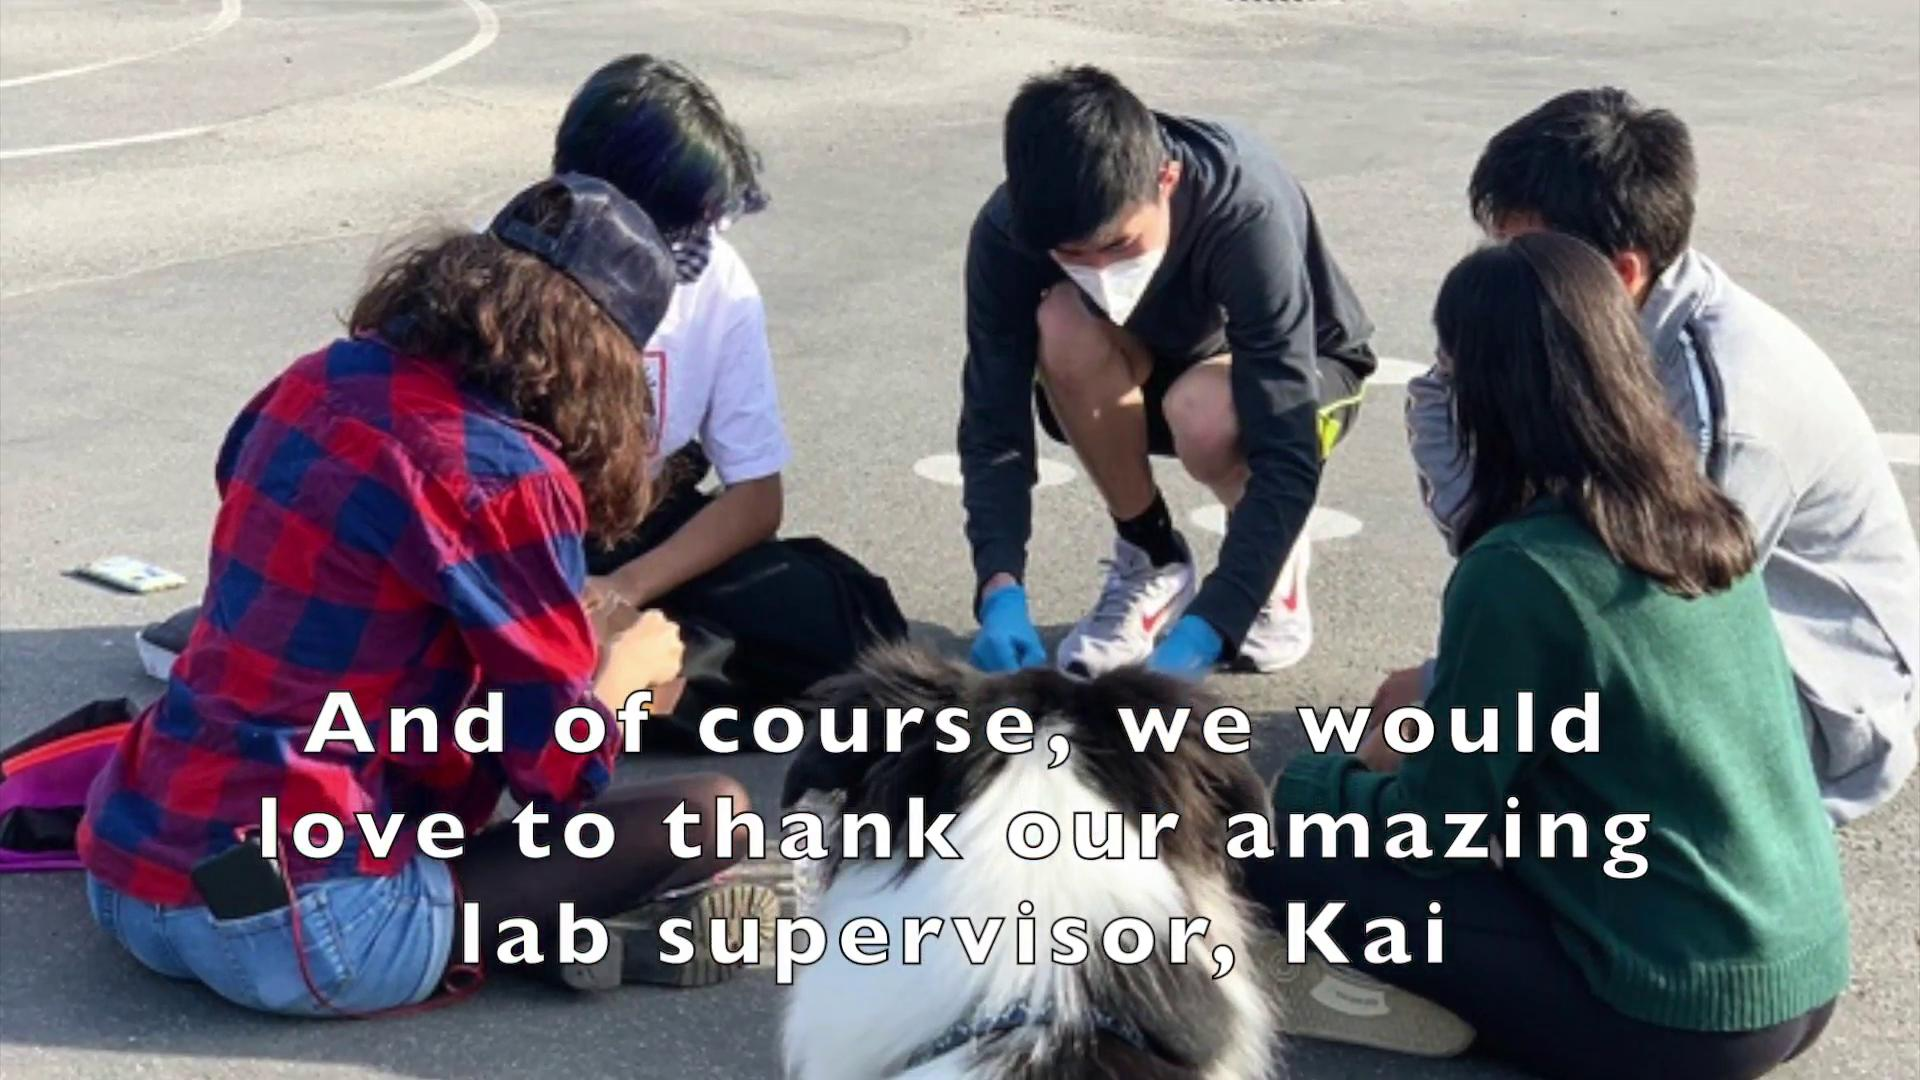 And of course, we would
love to thank our amazing
lab supervisor, Kai